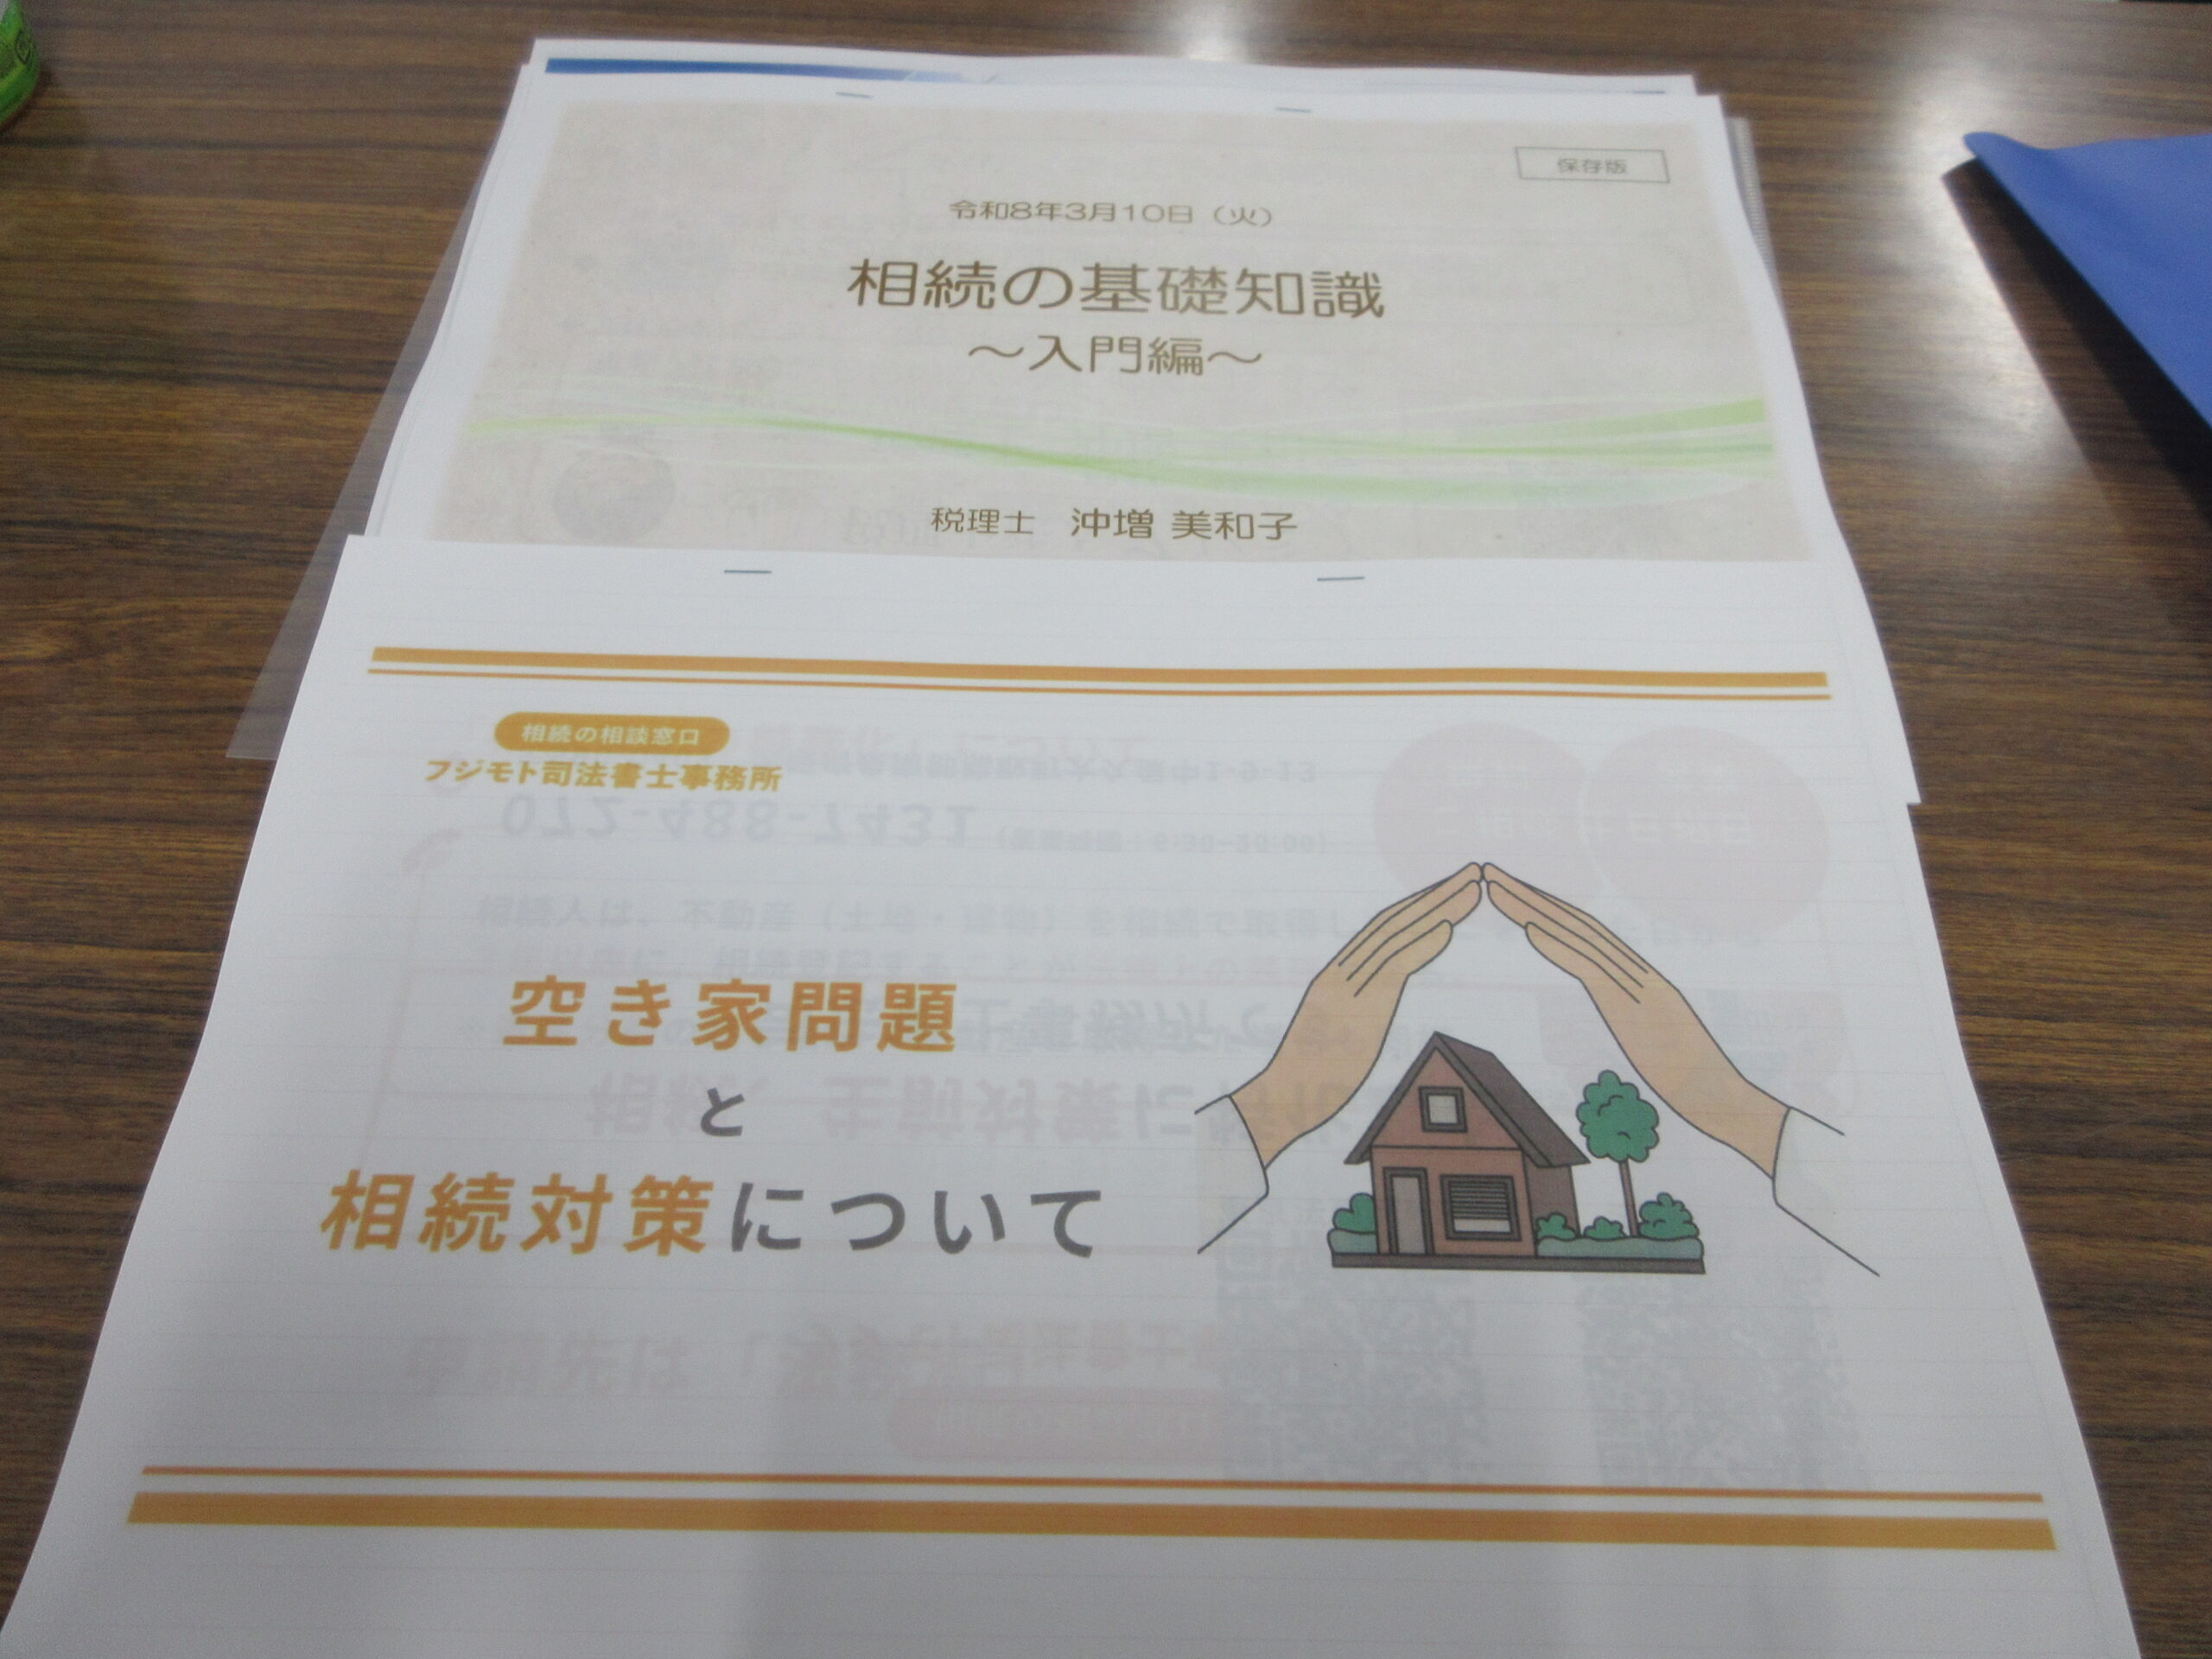 保存版
令和8年3月10日（火）
相続の基礎知識
～入門編～
税理士 沖増 美和子
相続の相談窓口
フジモト司法書士事務所
空き家問題
と
相続対策について
072-488-7431